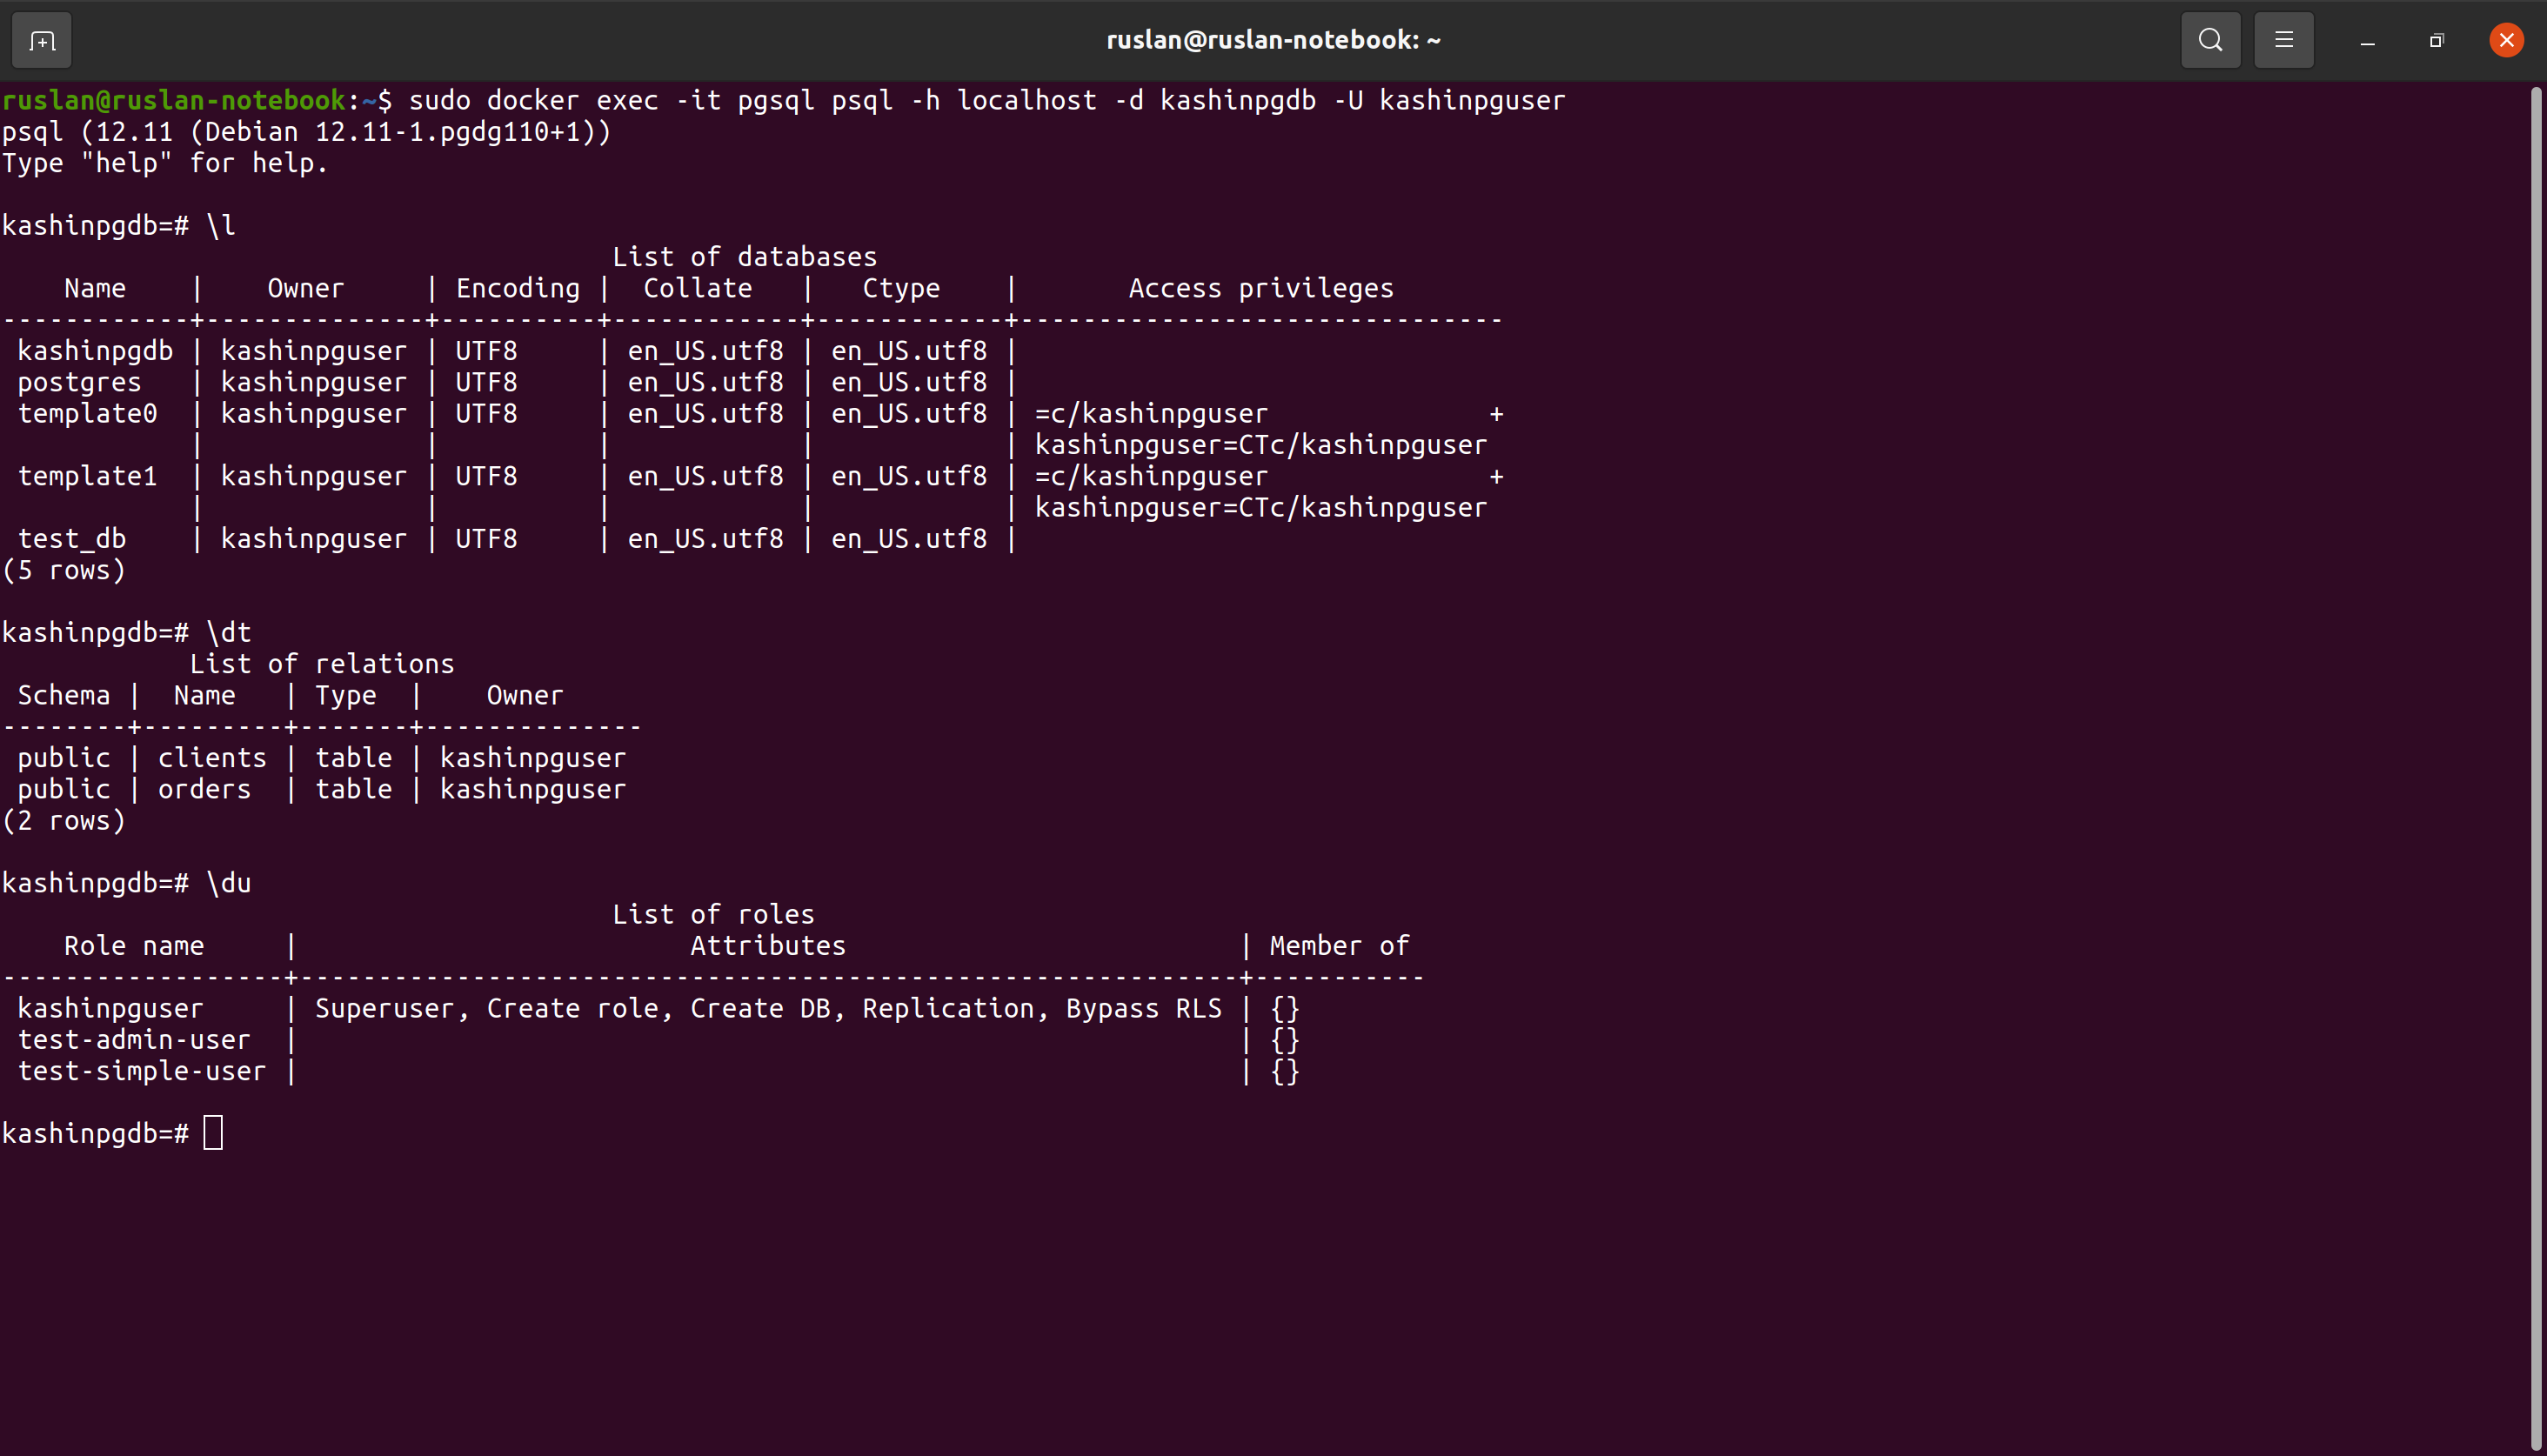 ruslan@ruslan-notebook: ~
ruslan@ruslan-notebook:~$ sudo docker exec -it pgsql psql -h localhost -d kashinpgdb -U kashinpguser
psql (12.11 (Debian 12.11-1.pgdg110+1))
Type "help" for help.

kashinpgdb=# \l
                                       List of databases
    Name    |    Owner     | Encoding |  Collate   |   Ctype    |       Access privileges
------------+--------------+----------+------------+------------+-------------------------------
 kashinpgdb | kashinpguser | UTF8     | en_US.utf8 | en_US.utf8 |
 postgres   | kashinpguser | UTF8     | en_US.utf8 | en_US.utf8 |
 template0  | kashinpguser | UTF8     | en_US.utf8 | en_US.utf8 | =c/kashinpguser              +
            |              |          |            |            | kashinpguser=CTc/kashinpguser
 template1  | kashinpguser | UTF8     | en_US.utf8 | en_US.utf8 | =c/kashinpguser              +
            |              |          |            |            | kashinpguser=CTc/kashinpguser
 test_db    | kashinpguser | UTF8     | en_US.utf8 | en_US.utf8 |
(5 rows)

kashinpgdb=# \dt
            List of relations
 Schema |  Name   | Type  |    Owner
--------+---------+-------+--------------
 public | clients | table | kashinpguser
 public | orders  | table | kashinpguser
(2 rows)

kashinpgdb=# \du
                                       List of roles
    Role name     |                         Attributes                         | Member of
------------------+------------------------------------------------------------+-----------
 kashinpguser     | Superuser, Create role, Create DB, Replication, Bypass RLS | {}
 test-admin-user  |                                                            | {}
 test-simple-user |                                                            | {}

kashinpgdb=#